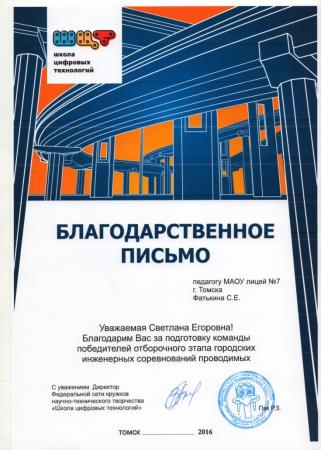 школа
цифровых
технологий
БЛАГОДАРСТВЕННОЕ
ПИСЬМО
педагогу МАОУ лицей №7
г. Томска
Фатькина С.Е.
Уважаемая Светлана Егоровна!
Благодарим Вас за подготовку команды
победителей отборочного этапа городских
инженерных соревнований проводимых
С уважением Директор
Федеральной сети кружков
научно-технического творчества
«Школа цифровых технологий»
Пак Р.З.
ТОМСК 2016